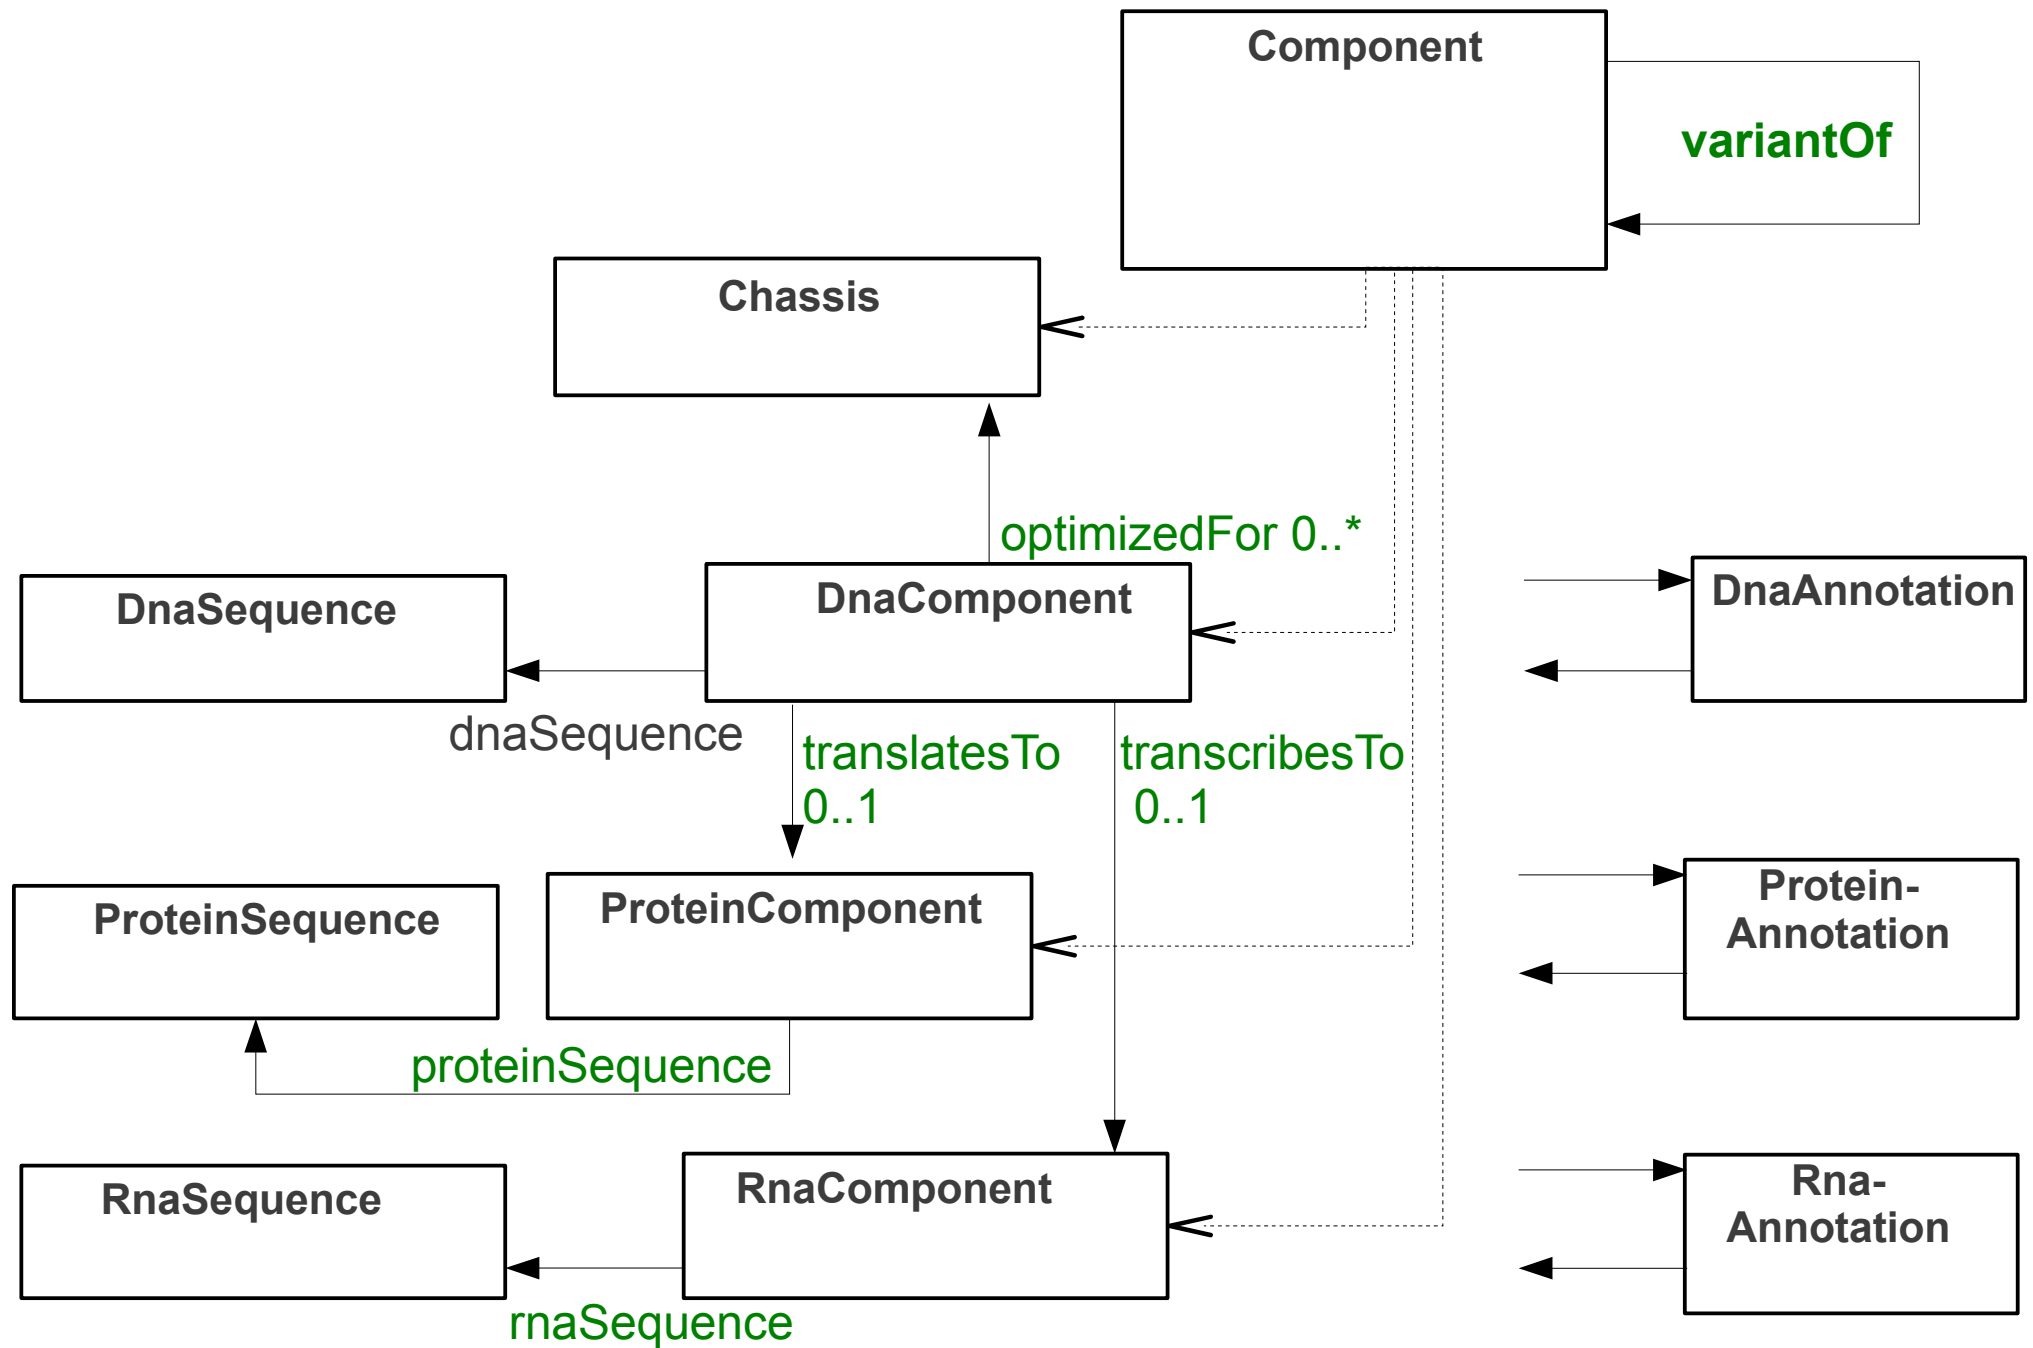 Component
variantOf
Chassis
optimizedFor 0..*
DnaSequence
DnaComponent
DnaAnnotation
dnaSequence
translatesTo
0..1
transcribesTo
0..1
ProteinSequence
ProteinComponent
Protein-
Annotation
proteinSequence
RnaSequence
RnaComponent
Rna-
Annotation
rnaSequence